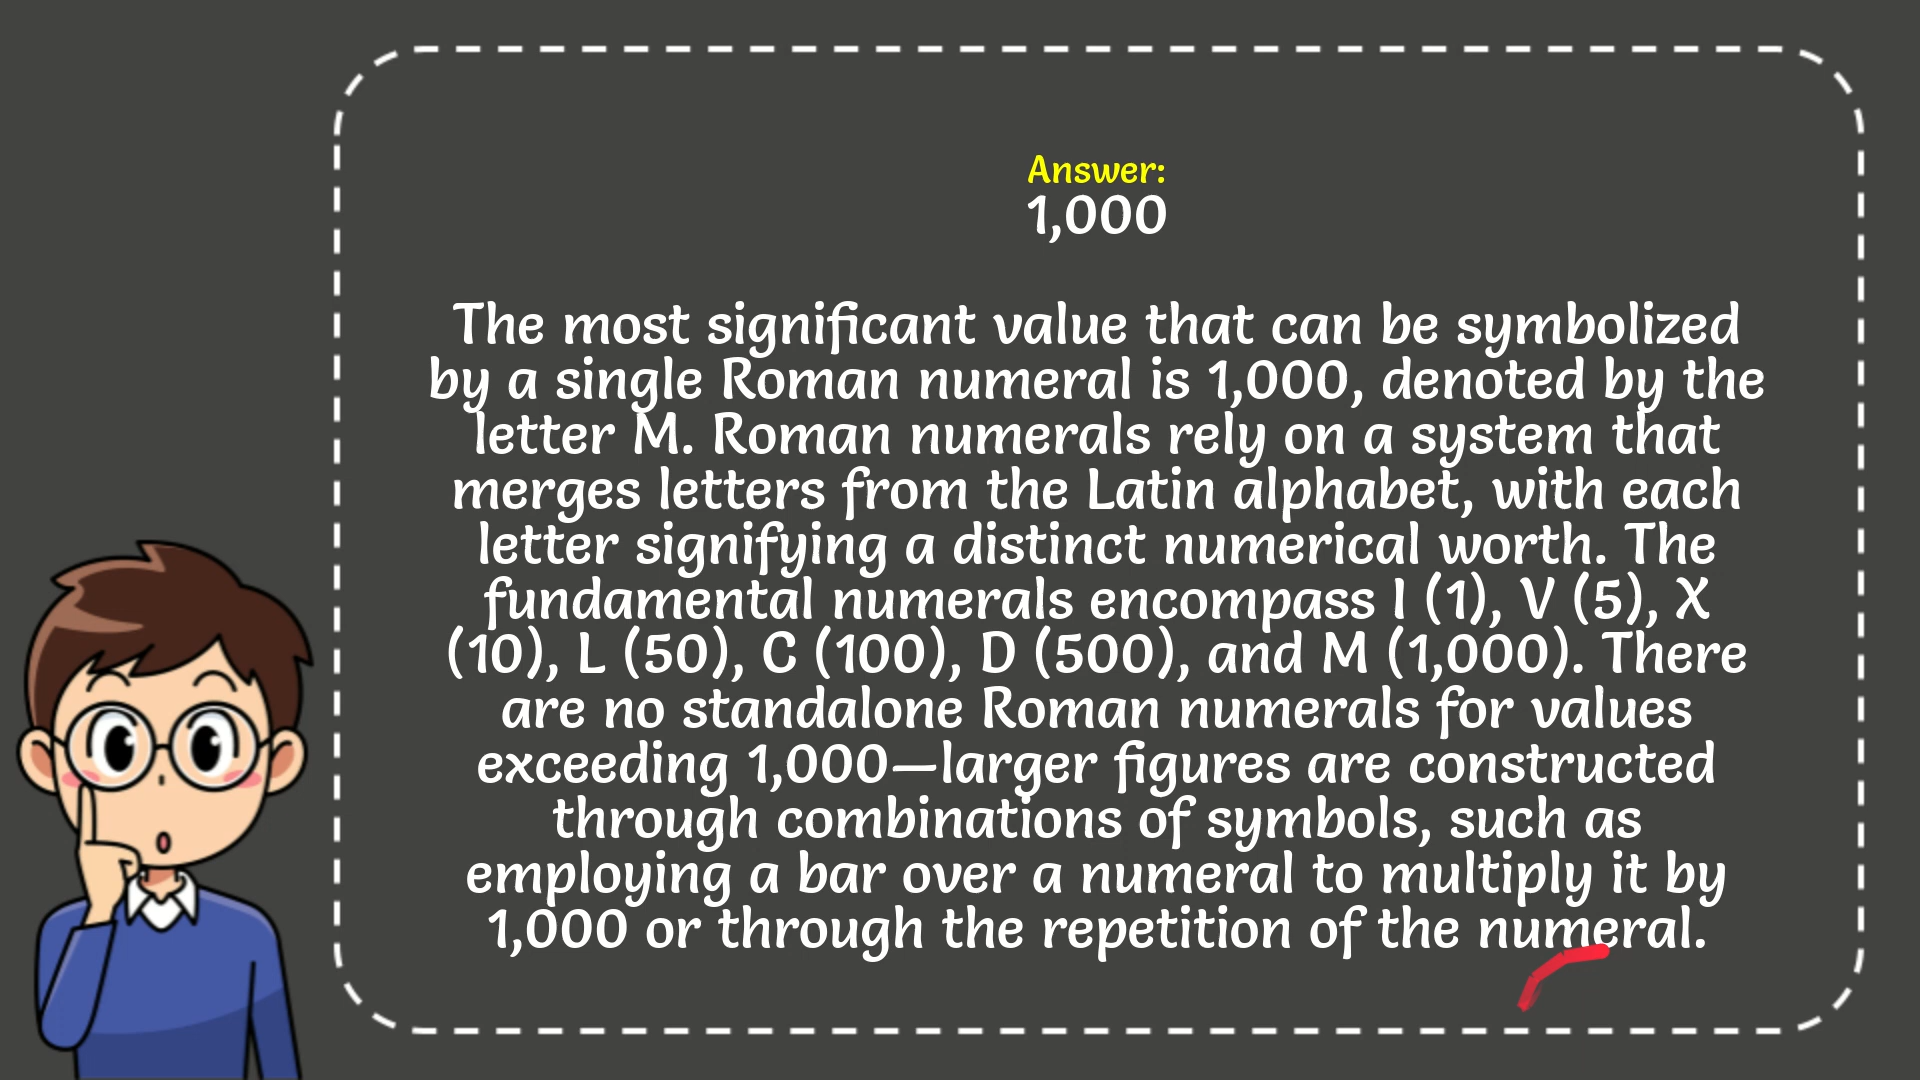 Answer:
1,000
The most significant value that can be symbolized
by a single Roman numeral is 1,000, denoted by the
letter M. Roman numerals rely on a system that
merges letters from the Latin alphabet, with each
letter signifying a distinct numerical worth. The
fundamental numerals encompass I (1), V (5), X
(10), L (50), C (100), D (500), and M (1,000). There
are no standalone Roman numerals for values
exceeding 1,000—larger figures are constructed
through combinations of symbols, such as
employing a bar over a numeral to multiply it by
1,000 or through the repetition of the numeral.